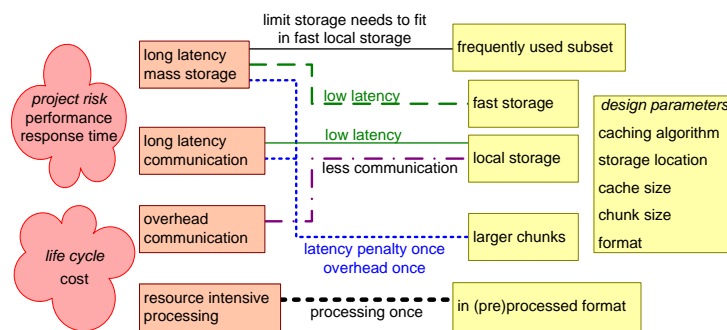 limit storage needs to fit
in fast local storage
long latency
mass storage
frequently used subset
project risk
performance
response time
low latency
fast storage
design parameters
caching algorithm
storage location
cache size
chunk size
format
long latency
communication
low latency
less communication
local storage
life cycle
cost
overhead
communication
latency penalty once
overhead once
larger chunks
resource intensive
processing
processing once
in (pre)processed format